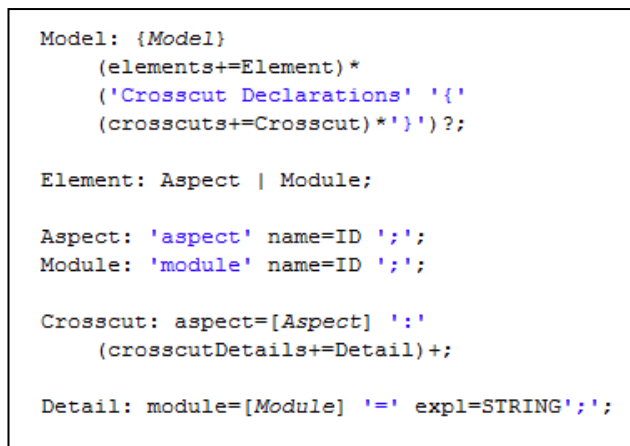 Model: {Model}
(elements+=Element)*
('Crosscut Declarations' '{'
(crosscuts+=Crosscut)*'}')?;
Element: Aspect | Module;
Aspect: 'aspect' name=ID ';';
Module: 'module' name=ID ';';
Crosscut: aspect=[Aspect] ':'
(crosscutDetails+=Detail)+;
Detail: module=[Module] '=' expl=STRING';';